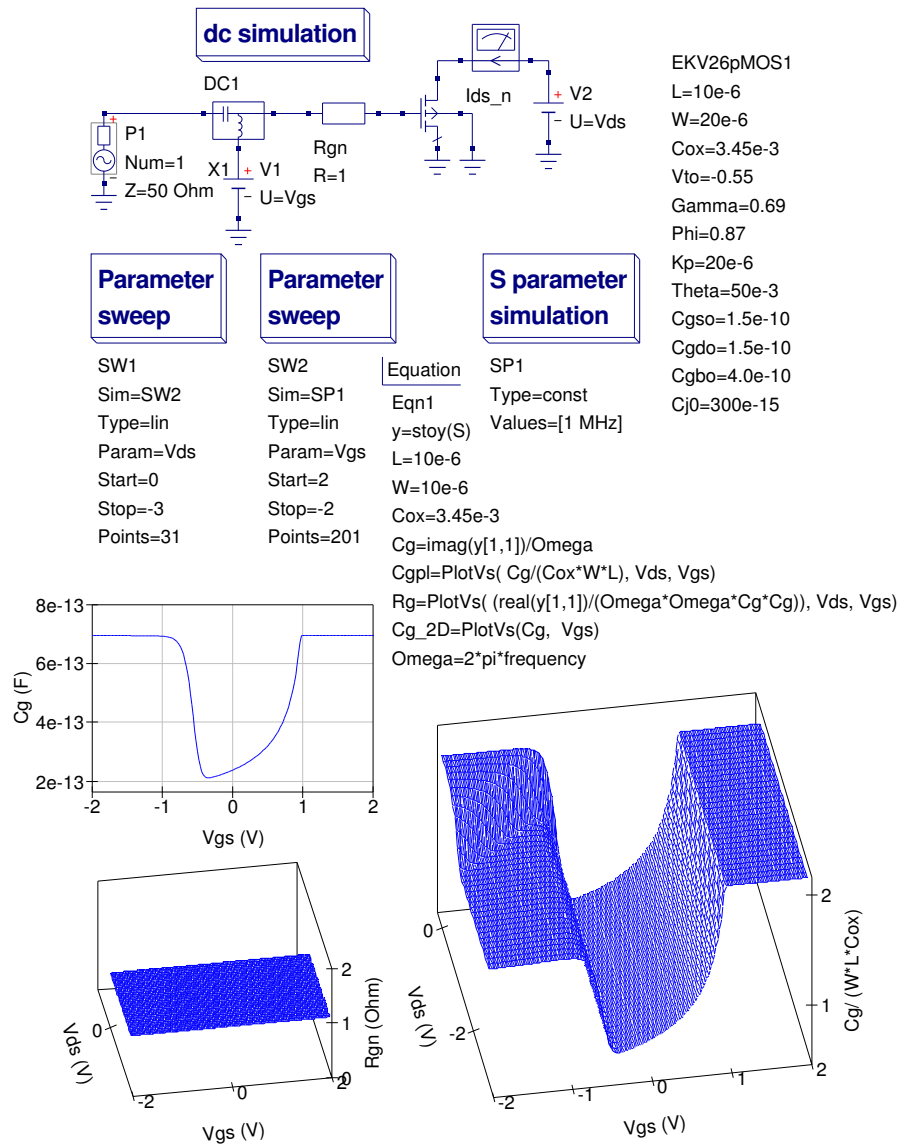 dc simulation
DC1
P1
Num=1
Z=50 Ohm
X1
V1
U=Vgs
Rgn
R=1
Ids_n
V2
U=Vds
EKV26pMOS1
L=10e-6
W=20e-6
Cox=3.45e-3
Vto=-0.55
Gamma=0.69
Phi=0.87
Kp=20e-6
Theta=50e-3
Cgso=1.5e-10
Cgdo=1.5e-10
Cgbo=4.0e-10
Cj0=300e-15
Parameter
sweep
SW1
Sim=SW2
Type=lin
Param=Vds
Start=0
Stop=-3
Points=31
Parameter
sweep
SW2
Sim=SP1
Type=lin
Param=Vgs
Start=2
Stop=-2
Points=201
Equation
Eqn1
y=stoy(S)
L=10e-6
W=10e-6
Cox=3.45e-3
Cg=imag(y[1,1])/Omega
Cgpl=PlotVs( Cg/(Cox*W*L), Vds, Vgs)
Rg=PlotVs( (real(y[1,1])/(Omega*Omega*Cg*Cg)), Vds, Vgs)
Cg_2D=PlotVs(Cg, Vgs)
Omega=2*pi*frequency
S parameter
simulation
SP1
Type=const
Values=[1 MHz]
8e-13
6e-13
4e-13
2e-13
Cg (F)
-2
-1
0
1
2
Vgs (V)
0
Vds (V)
-2
0
2
Vgs (V)
2
1
0
Rgn (Ohm)
0
-2
Vds (V)
-2
-1
0
1
2
Vgs (V)
2
1
Cg/ (W*L*Cox)